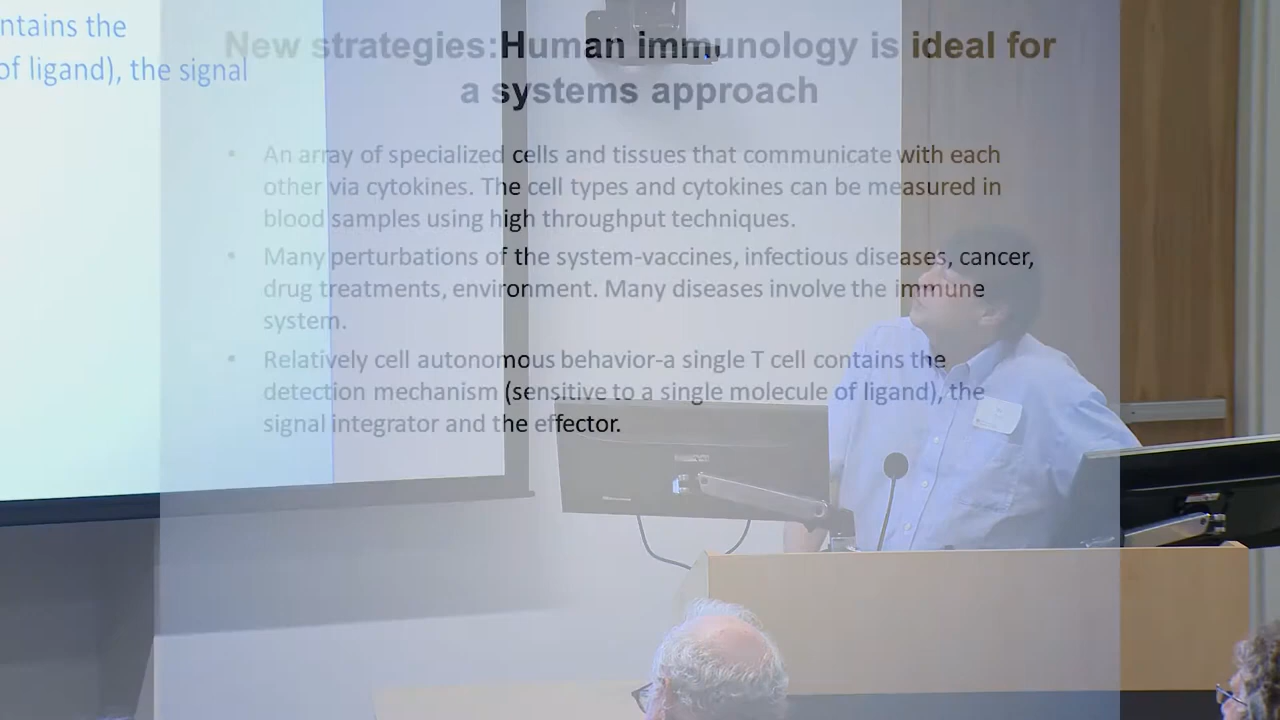 ntains the
of ligand), the signal
New strategies:Human immunology is ideal for
a systems approach
• An array of specialized cells and tissues that communicate with each
other via cytokines. The cell types and cytokines can be measured in
blood samples using high throughput techniques.
• Many perturbations of the system-vaccines, infectious diseases, cancer,
drug treatments, environment. Many diseases involve the immune
system.
• Relatively cell autonomous behavior-a single T cell contains the
detection mechanism (sensitive to a single molecule of ligand), the
signal integrator and the effector.